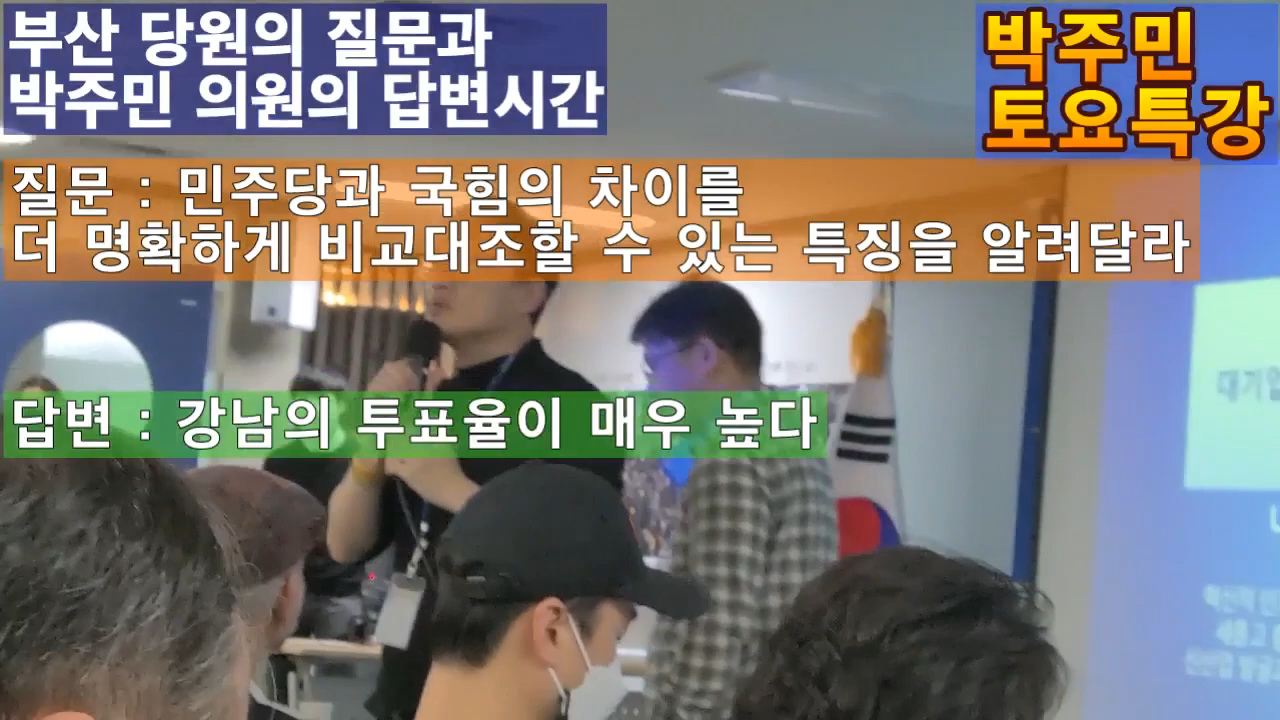 부산 당원의 질문과
박주민 의원의 답변시간
박주민
토요특강
질문 : 민주당과 국힘의 차이를
더 명확하게 비교대조할 수 있는 특징을 알려달라
답변 : 강남의 투표율이 매우 높다